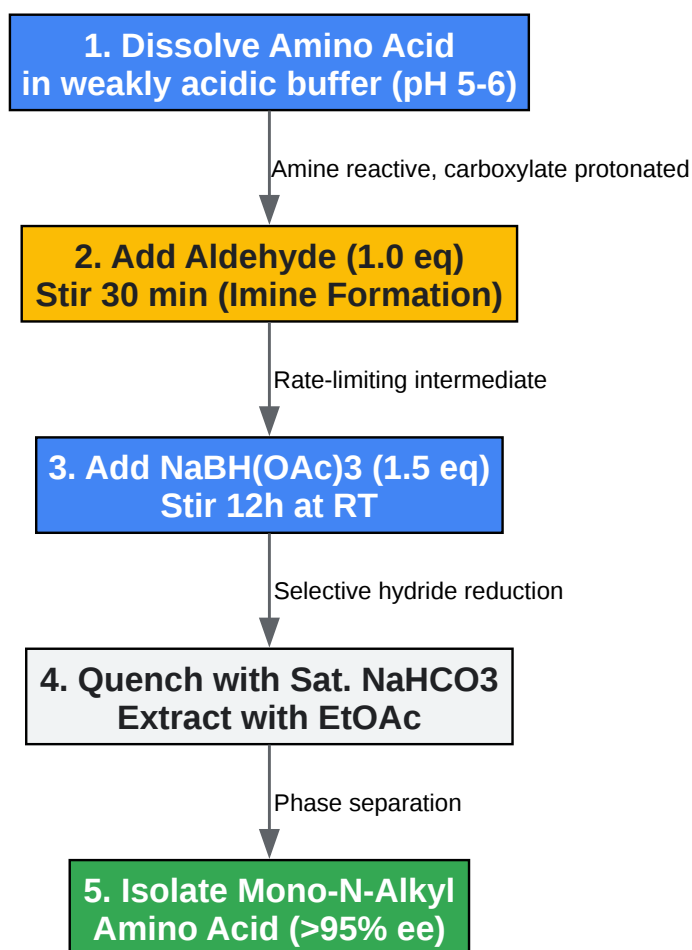 1. Dissolve Amino Acid
in weakly acidic buffer (pH 5-6)
Amine reactive, carboxylate protonated
2. Add Aldehyde (1.0 eq)
Stir 30 min (Imine Formation)
Rate-limiting intermediate
3. Add NaBH(OAc)3 (1.5 eq)
Stir 12h at RT
Selective hydride reduction
4. Quench with Sat. NaHCO3
Extract with EtOAc
Phase separation
5. Isolate Mono-N-Alkyl
Amino Acid (>95% ee)